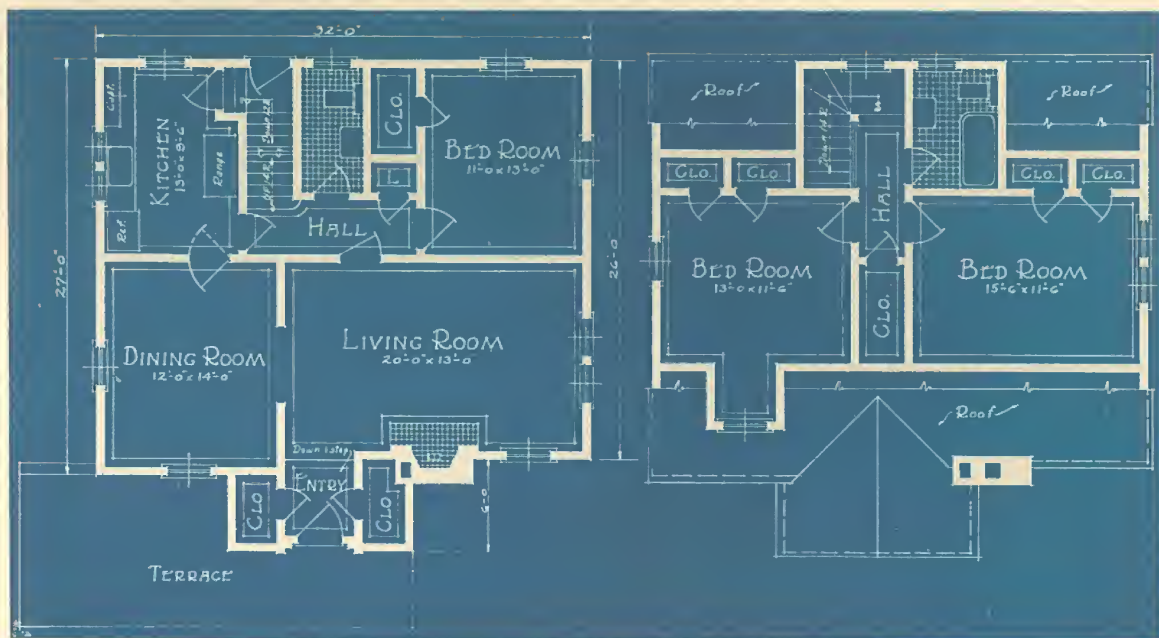 32'-0"
27'-0"
26'-0"
Cupt.
KITCHEN
13'-0" x 9'-6"
Range
Ref.
CLO.
L
BED ROOM
11'-0" x 13'-0"
HALL
DINING ROOM
12'-0" x 14'-0"
LIVING ROOM
20'-0" x 13'-0"
Down 1 step
ENTRY
CLO
CLO
6'-0"
TERRACE
Roof
Roof
CLO.
CLO.
HALL
CLO.
CLO.
BED ROOM
13'-0" x 11'-6"
CLO.
BED ROOM
15'-6" x 11'-6"
Roof